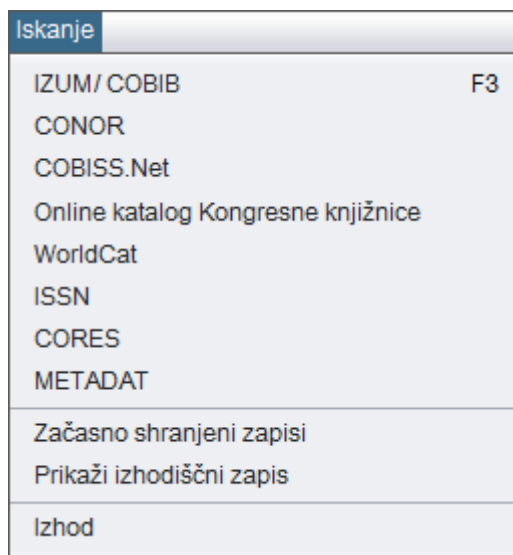 Iskanje
IZUM/ COBIB F3
CONOR
COBISS.Net
Online katalog Kongresne knjižnice
WorldCat
ISSN
CORES
METADAT
Začasno shranjeni zapisi
Prikaži izhodiščni zapis
Izhod